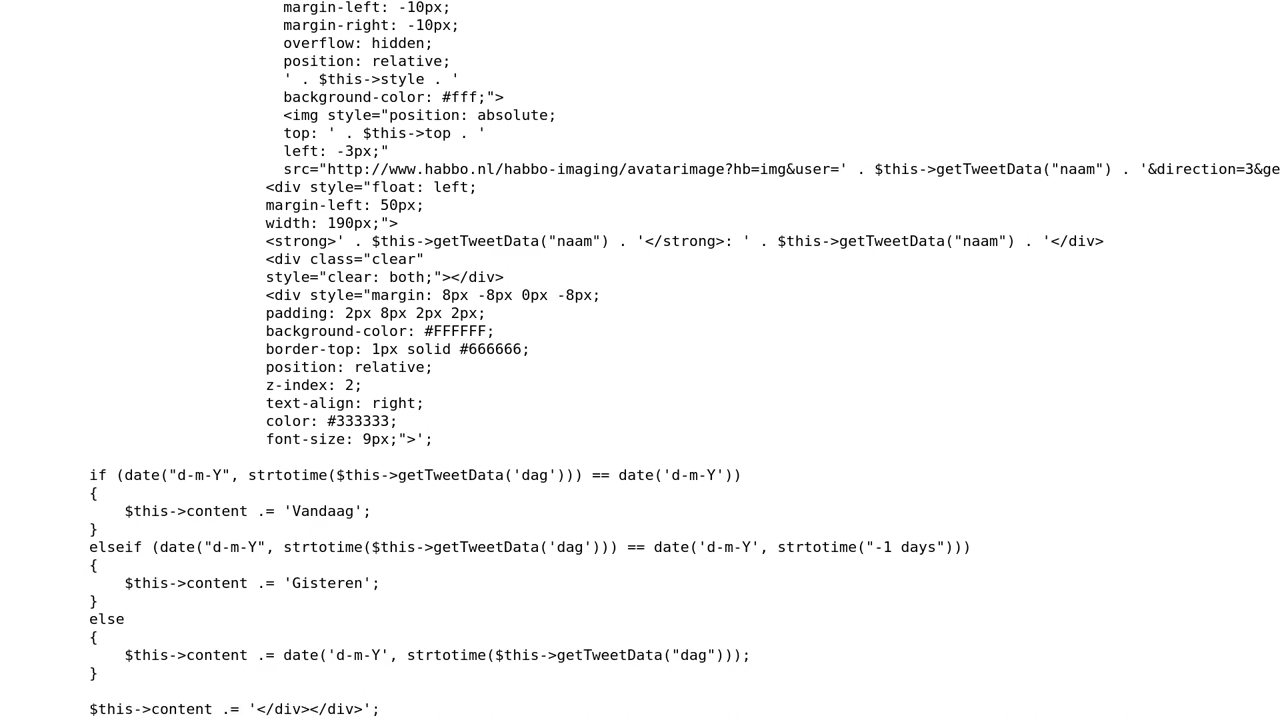 margin-left: -10px;
margin-right: -10px;
overflow: hidden;
position: relative;
' . $this->style . '
background-color: #fff;">
<img style="position: absolute;
top: ' . $this->top . '
left: -3px;"
src="http://www.habbo.nl/habbo-imaging/avatarimage?hb=img&user=' . $this->getTweetData("naam") . '&direction=3&ge
<div style="float: left;
margin-left: 50px;
width: 190px;">
<strong>' . $this->getTweetData("naam") . '</strong>: ' . $this->getTweetData("naam") . '</div>
<div class="clear"
style="clear: both;"></div>
<div style="margin: 8px -8px 0px -8px;
padding: 2px 8px 2px 2px;
background-color: #FFFFFF;
border-top: 1px solid #666666;
position: relative;
z-index: 2;
text-align: right;
color: #333333;
font-size: 9px;">';
if (date("d-m-Y", strtotime($this->getTweetData('dag'))) == date('d-m-Y'))
{
$this->content .= 'Vandaag';
}
elseif (date("d-m-Y", strtotime($this->getTweetData('dag'))) == date('d-m-Y', strtotime("-1 days")))
{
$this->content .= 'Gisteren';
}
else
{
$this->content .= date('d-m-Y', strtotime($this->getTweetData("dag")));
}
$this->content .= '</div></div>';